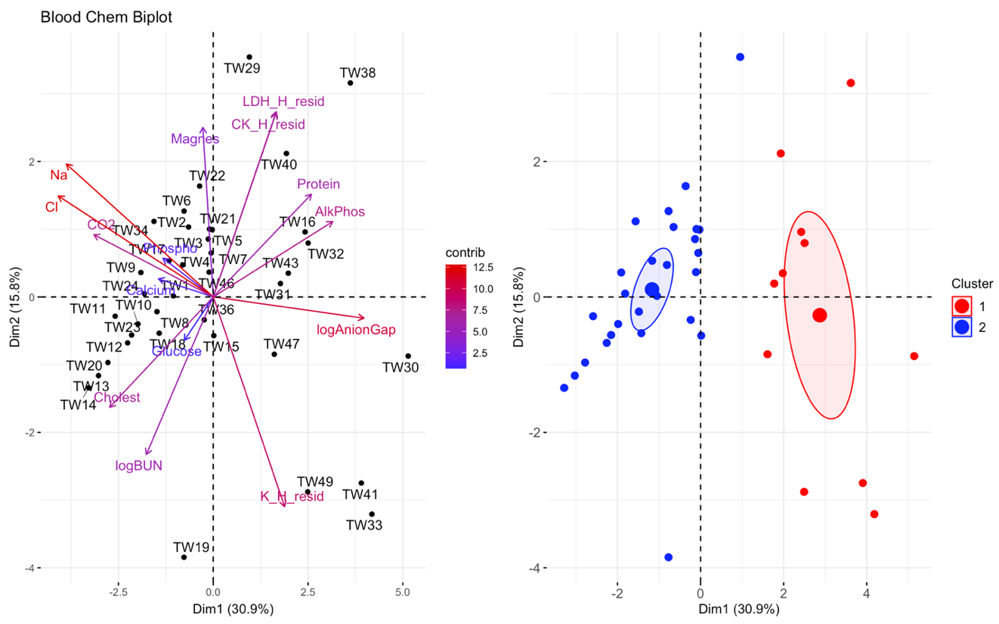 Blood Chem Biplot
TW29
TW38
LDH_H_resid
CK_H_resid
Magnes
TW40
Na
TW22
Protein
Cl
TW6
AlkPhos
CO2
TW34
TW2
TW21
TW16
TW3
TW5
TW17
Phospho
TW32
TW4
TW7
TW43
TW9
TW46
TW24
Calcium
TW1
TW31
TW11
TW10
TW36
TW23
TW8
logAnionGap
TW12
TW18
Glucose
TW15
TW47
TW20
TW30
TW13
TW14
Cholest
logBUN
TW49
K_H_resid
TW41
TW33
TW19
2
0
-2
-4
Dim2 (15.8%)
-2.5
0.0
2.5
5.0
Dim1 (30.9%)
contrib
12.5
10.0
7.5
5.0
2.5
2
0
-2
-4
Dim2 (15.8%)
-2
0
2
4
Dim1 (30.9%)
Cluster
1
2